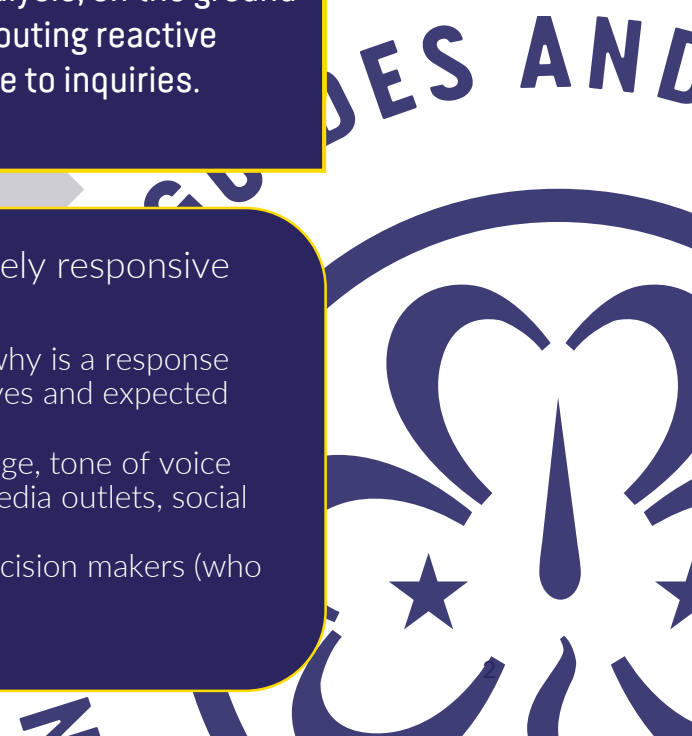 outing reactive
e to inquiries.
DES AND
ely responsive
why is a response
ves and expected
ge, tone of voice
edia outlets, social
cision makers (who
2